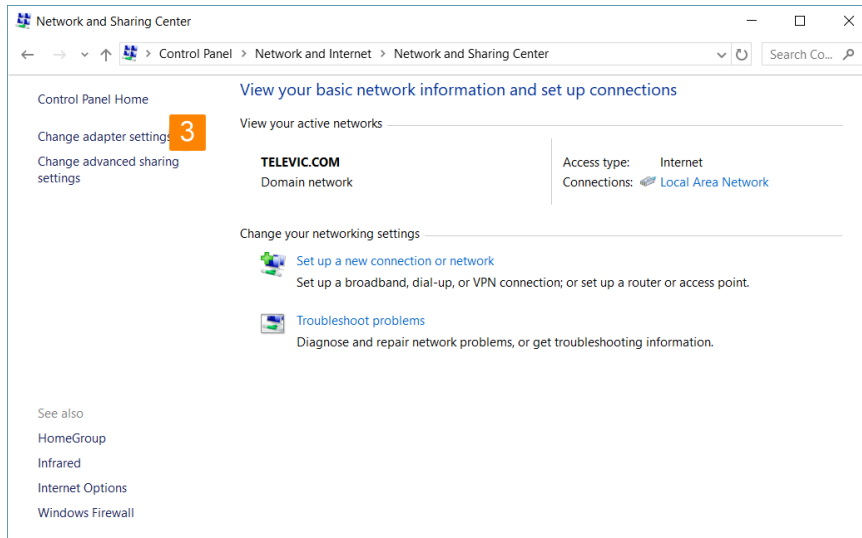 Network and Sharing Center
Control Panel > Network and Internet > Network and Sharing Center
Search Co...
Control Panel Home
Change adapter settings
3
Change advanced sharing
settings
View your basic network information and set up connections
View your active networks
TELEVIC.COM
Domain network
Access type: Internet
Connections: Local Area Network
Change your networking settings
Set up a new connection or network
Set up a broadband, dial-up, or VPN connection; or set up a router or access point.
Troubleshoot problems
Diagnose and repair network problems, or get troubleshooting information.
See also
HomeGroup
Infrared
Internet Options
Windows Firewall